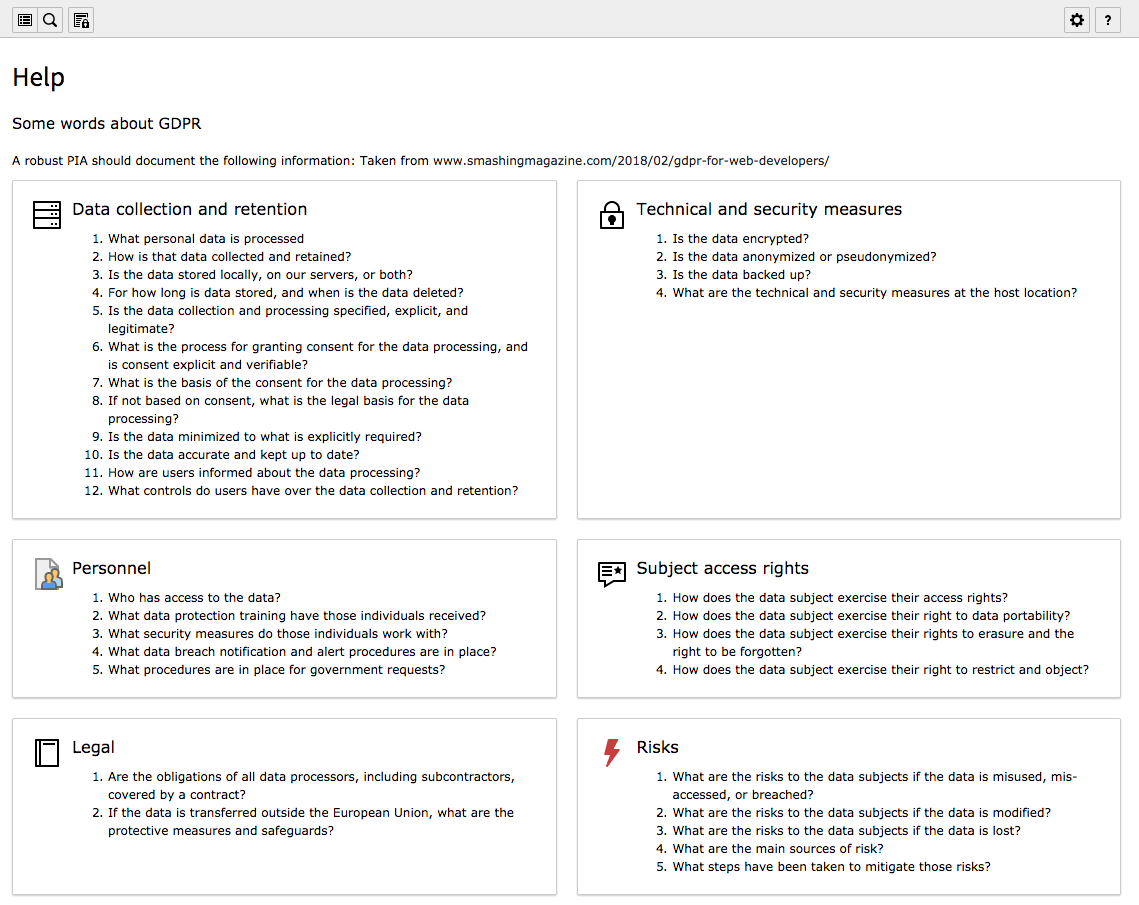 ?
Help
Some words about GDPR
A robust PIA should document the following information: Taken from www.smashingmagazine.com/2018/02/gdpr-for-web-developers/
Data collection and retention
1. What personal data is processed
2. How is that data collected and retained?
3. Is the data stored locally, on our servers, or both?
4. For how long is data stored, and when is the data deleted?
5. Is the data collection and processing specified, explicit, and
legitimate?
6. What is the process for granting consent for the data processing, and
is consent explicit and verifiable?
7. What is the basis of the consent for the data processing?
8. If not based on consent, what is the legal basis for the data
processing?
9. Is the data minimized to what is explicitly required?
10. Is the data accurate and kept up to date?
11. How are users informed about the data processing?
12. What controls do users have over the data collection and retention?
Technical and security measures
1. Is the data encrypted?
2. Is the data anonymized or pseudonymized?
3. Is the data backed up?
4. What are the technical and security measures at the host location?
Personnel
1. Who has access to the data?
2. What data protection training have those individuals received?
3. What security measures do those individuals work with?
4. What data breach notification and alert procedures are in place?
5. What procedures are in place for government requests?
Subject access rights
1. How does the data subject exercise their access rights?
2. How does the data subject exercise their right to data portability?
3. How does the data subject exercise their rights to erasure and the
right to be forgotten?
4. How does the data subject exercise their right to restrict and object?
Legal
1. Are the obligations of all data processors, including subcontractors,
covered by a contract?
2. If the data is transferred outside the European Union, what are the
protective measures and safeguards?
Risks
1. What are the risks to the data subjects if the data is misused, mis-
accessed, or breached?
2. What are the risks to the data subjects if the data is modified?
3. What are the risks to the data subjects if the data is lost?
4. What are the main sources of risk?
5. What steps have been taken to mitigate those risks?